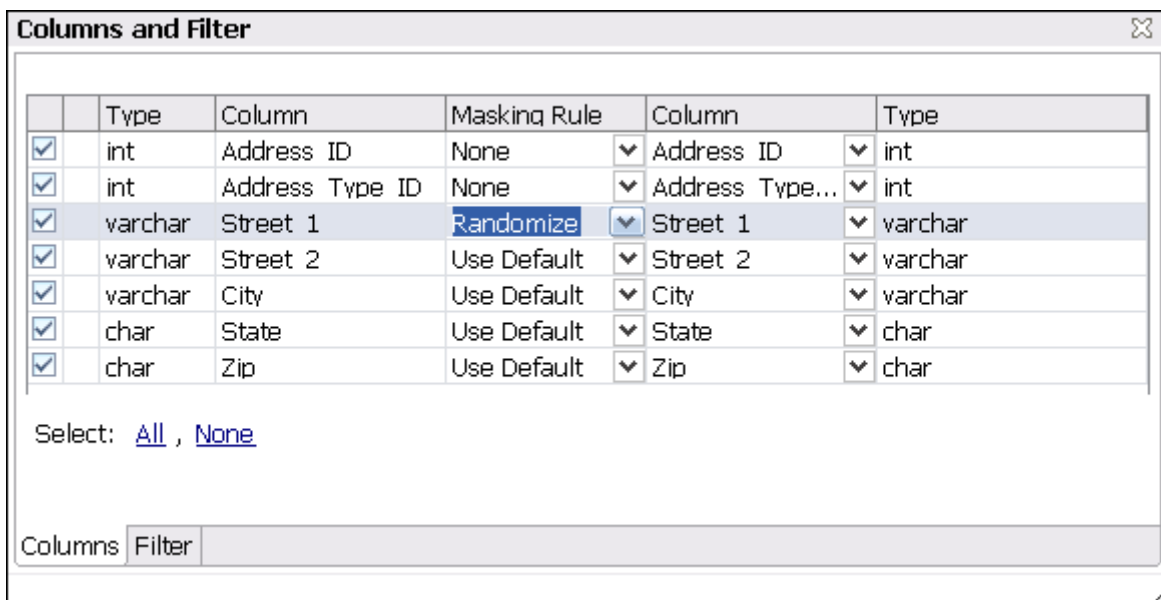 Columns and Filter
Type Column Masking Rule Column Type
int Address ID None Address ID int
int Address Type ID None Address Type... int
varchar Street 1 Randomize Street 1 varchar
varchar Street 2 Use Default Street 2 varchar
varchar City Use Default City varchar
char State Use Default State char
char Zip Use Default Zip char
Select: All , None
Columns Filter